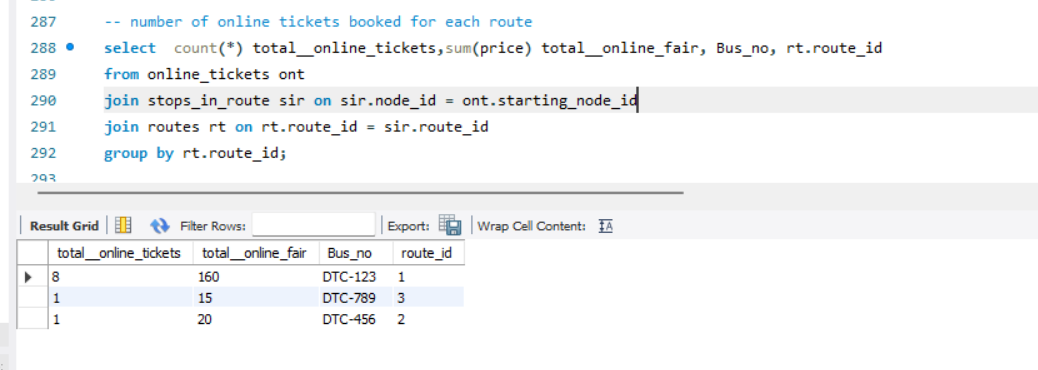 287 -- number of online tickets booked for each route
288 select count(*) total__online_tickets,sum(price) total__online_fair, Bus_no, rt.route_id
289 from online_tickets ont
290 join stops_in_route sir on sir.node_id = ont.starting_node_id
291 join routes rt on rt.route_id = sir.route_id
292 group by rt.route_id;
293
Result Grid Filter Rows: Export: Wrap Cell Content:
total__online_tickets total__online_fair Bus_no route_id
8 160 DTC-123 1
1 15 DTC-789 3
1 20 DTC-456 2